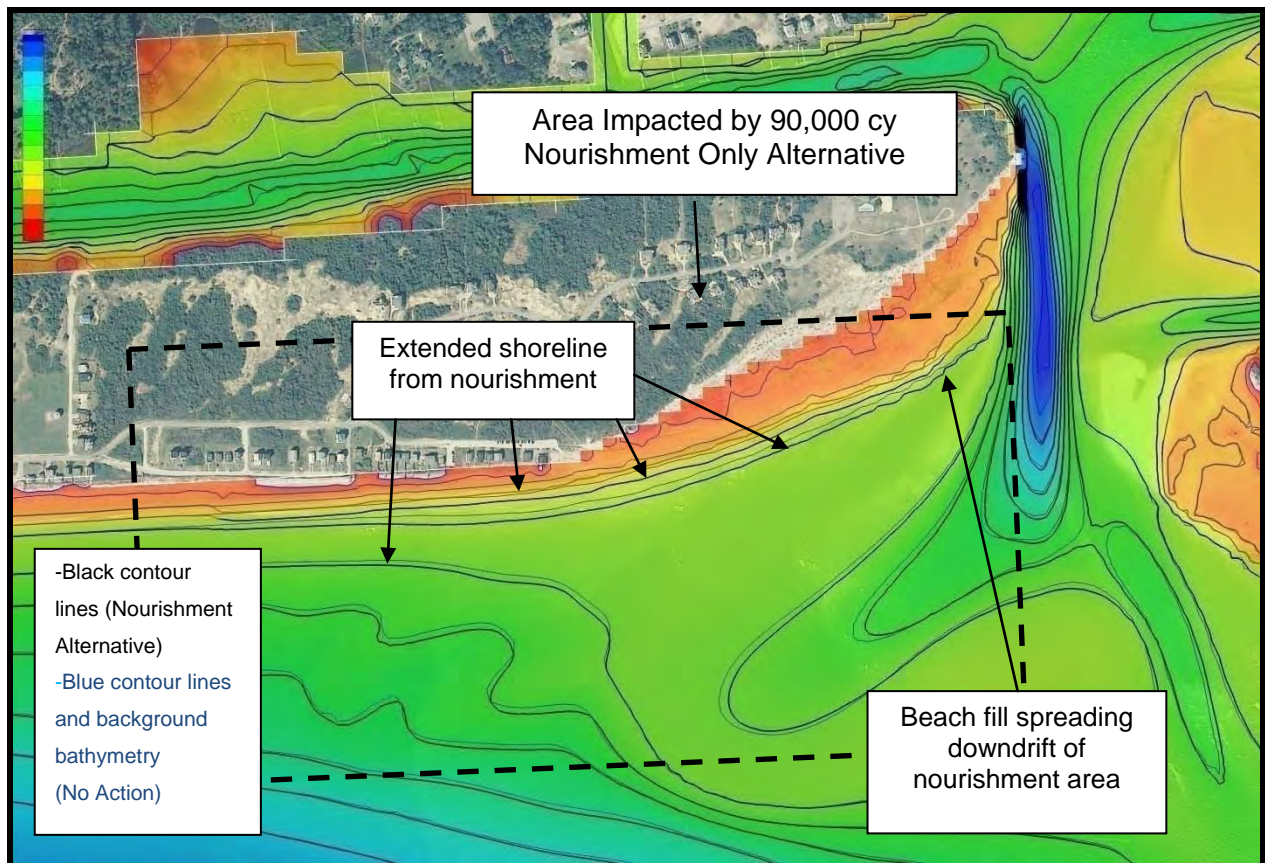 Area Impacted by 90,000 cy
Nourishment Only Alternative
Extended shoreline
from nourishment
-Black contour
lines (Nourishment
Alternative)
-Blue contour lines
and background
bathymetry
(No Action)
Beach fill spreading
downdrift of
nourishment area